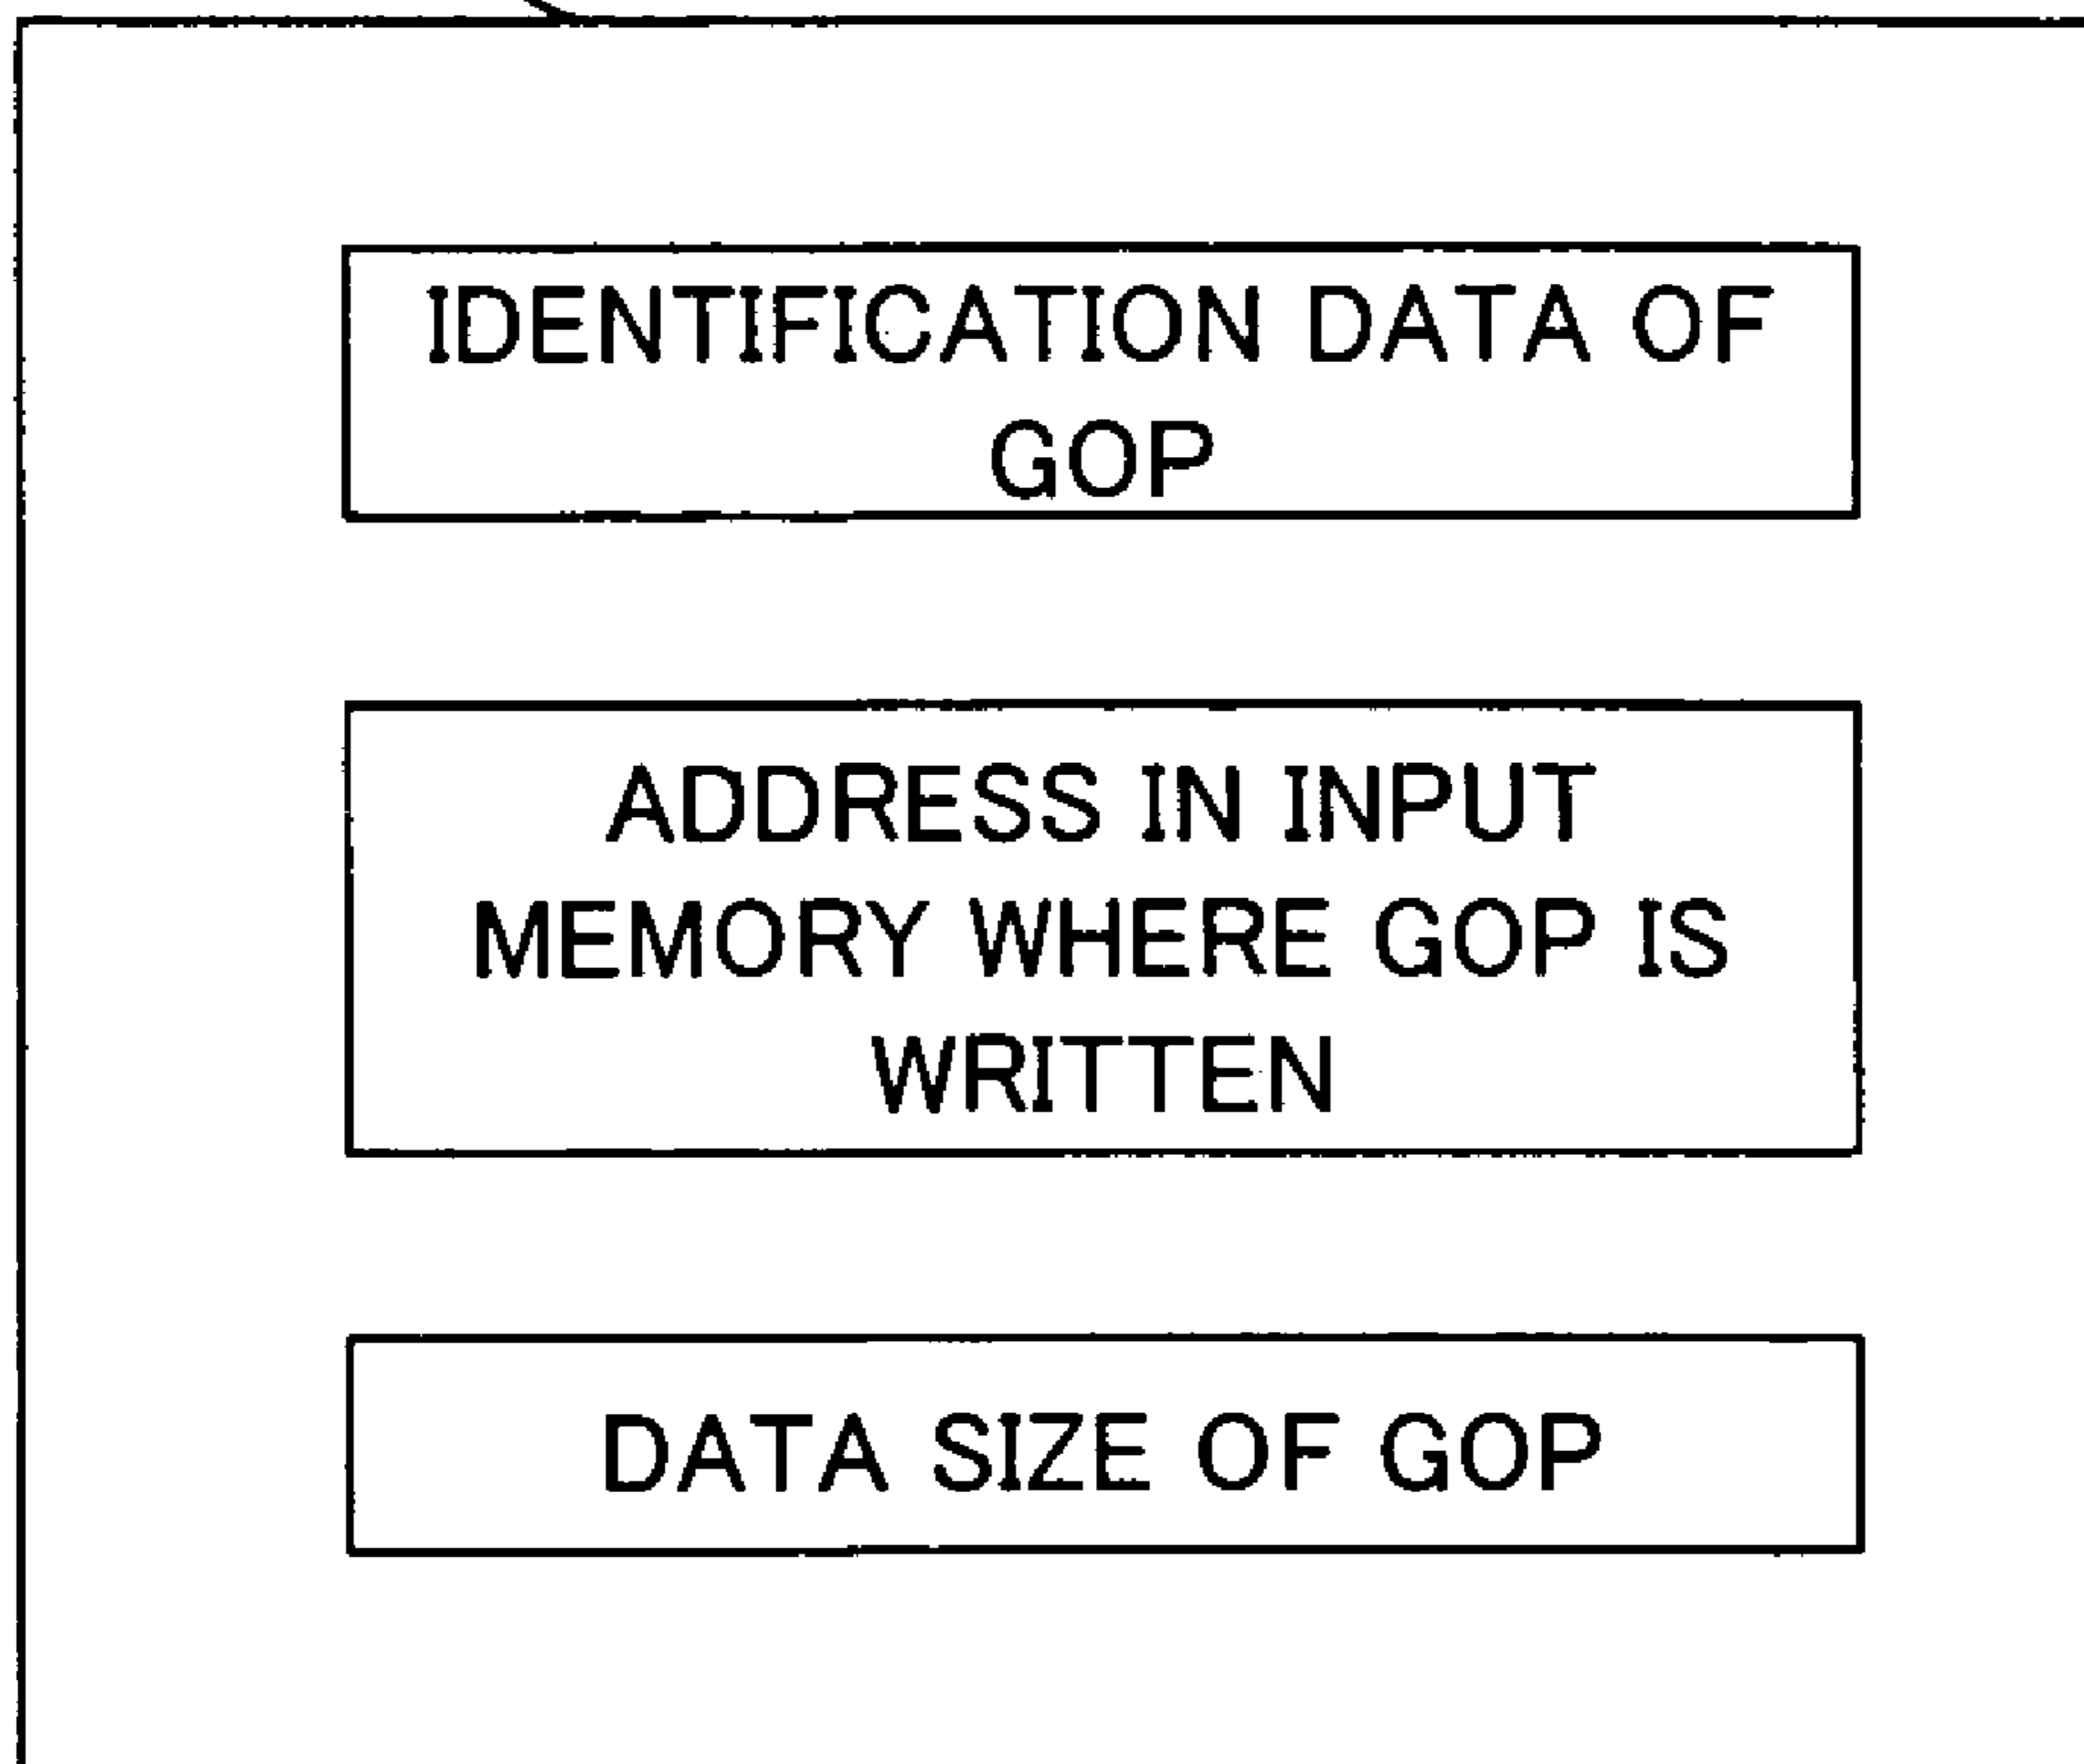 IDENTIFICATION DATA OF
GOP
ADDRESS IN INPUT
MEMORY WHERE GOP IS
WRITTEN
DATA SIZE OF GOP